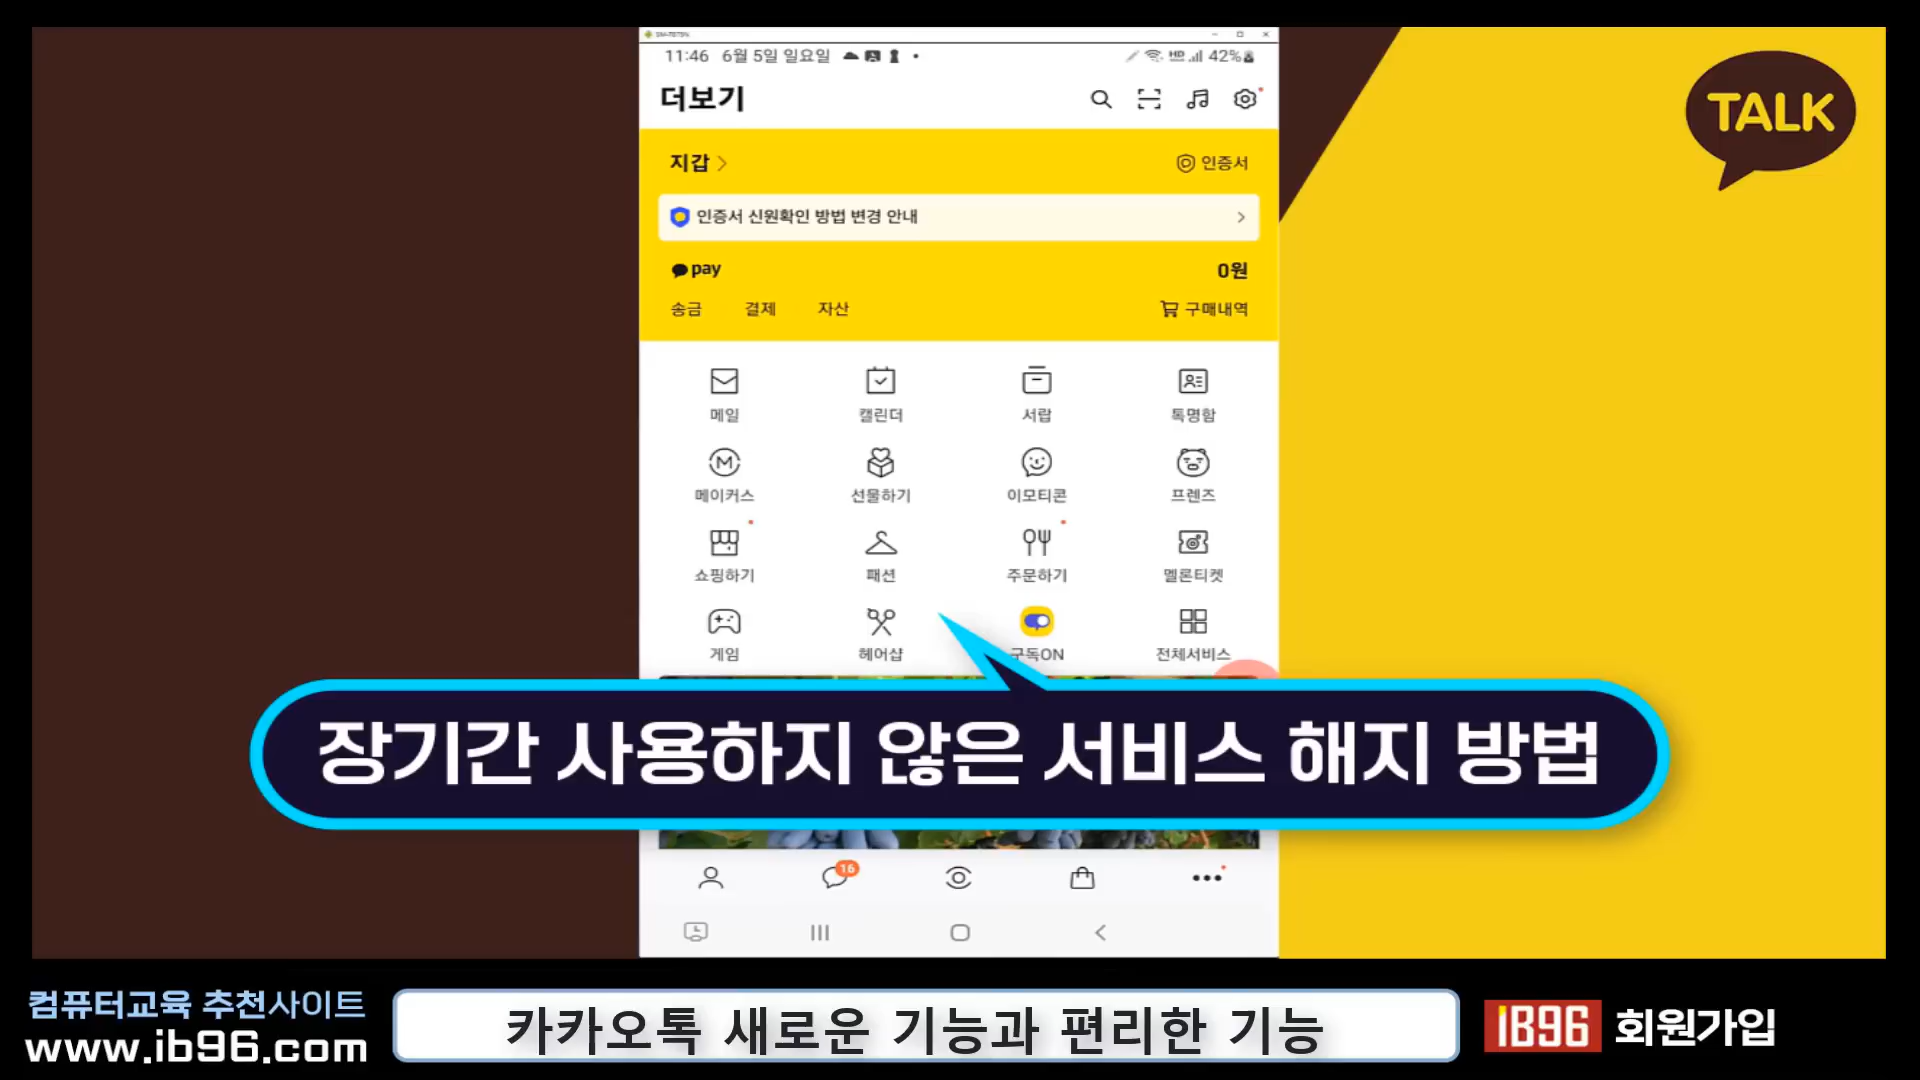 11:46 6월 5일 일요일
42%
더보기
TALK
지갑
인증서
인증서 신원확인 방법 변경 안내
pay
0원
송금 결제 자산 구매내역
메일 캘린더 서랍 톡명함
메이커스 선물하기 이모티콘 프렌즈
쇼핑하기 패션 주문하기 멜론티켓
게임 헤어샵 구독ON 전체서비스
장기간 사용하지 않은 서비스 해지 방법
16
컴퓨터교육 추천사이트
www.ib96.com
카카오톡 새로운 기능과 편리한 기능
IB96 회원가입